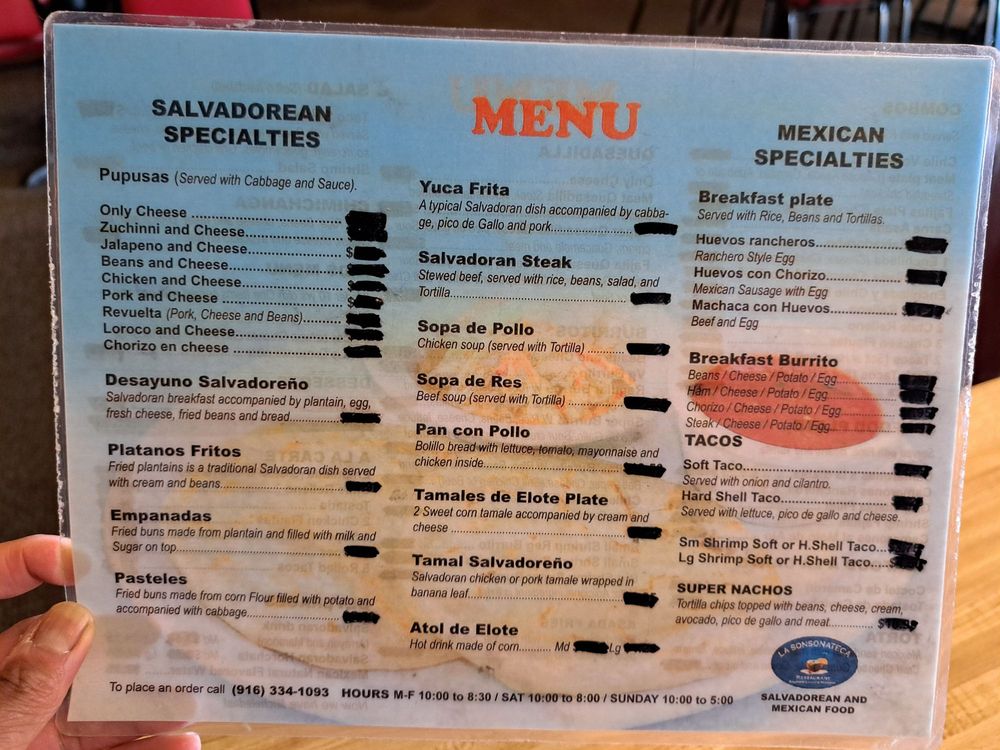 MENU
SALVADOREAN
SPECIALTIES
Pupusas (Served with Cabbage and Sauce).
Only Cheese
Zuchinni and Cheese
Jalapeno and Cheese $
Beans and Cheese
Chicken and Cheese
Pork and Cheese $
Revuelta (Pork, Cheese and Beans)
Loroco and Cheese
Chorizo en cheese
Desayuno Salvadoreño
Salvadoran breakfast accompanied by plantain, egg,
fresh cheese, fried beans and bread
Platanos Fritos
Fried plantains is a traditional Salvadoran dish served
with cream and beans
Empanadas
Fried buns made from plantain and filled with milk and
Sugar on top
Pasteles
Fried buns made from corn Flour filled with potato and
accompanied with cabbage
Yuca Frita
A typical Salvadoran dish accompanied by cabba-
ge, pico de Gallo and pork
Salvadoran Steak
Stewed beef, served with rice, beans, salad, and
Tortilla
Sopa de Pollo
Chicken soup (served with Tortilla)
Sopa de Res
Beef soup (served with Tortilla)
Pan con Pollo
Bolillo bread with lettuce, tomato, mayonnaise and
chicken inside
Tamales de Elote Plate
2 Sweet corn tamale accompanied by cream and
cheese
Tamal Salvadoreño
Salvadoran chicken or pork tamale wrapped in
banana leaf
Atol de Elote
Hot drink made of corn Md Lg
MEXICAN
SPECIALTIES
Breakfast plate
Served with Rice, Beans and Tortillas.
Huevos rancheros
Ranchero Style Egg
Huevos con Chorizo
Mexican Sausage with Egg
Machaca con Huevos
Beef and Egg
Breakfast Burrito
Beans / Cheese / Potato / Egg
Ham / Cheese / Potato / Egg
Chorizo / Cheese / Potato / Egg
Steak / Cheese / Potato / Egg
TACOS
Soft Taco
Served with onion and cilantro.
Hard Shell Taco
Served with lettuce, pico de gallo and cheese.
Sm Shrimp Soft or H.Shell Taco
Lg Shrimp Soft or H.Shell Taco
SUPER NACHOS
Tortilla chips topped with beans, cheese, cream,
avocado, pico de gallo and meat $
LA SONSONATECA
RESTAURANT
SALVADOREAN AND
MEXICAN FOOD
To place an order call (916) 334-1093 HOURS M-F 10:00 to 8:30 / SAT 10:00 to 8:00 / SUNDAY 10:00 to 5:00